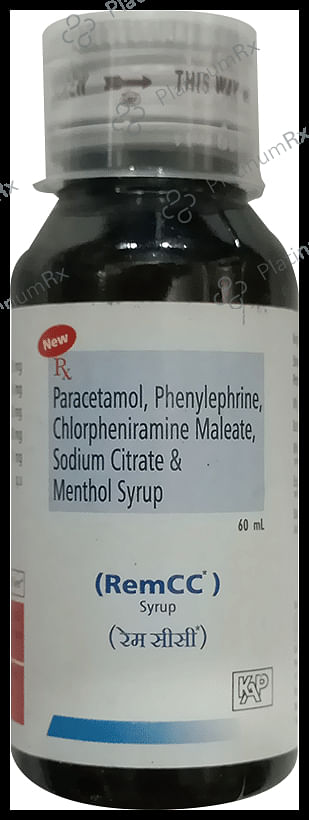 PlatinumRx
THIS WAY
New
Rx
Paracetamol, Phenylephrine,
Chlorpheniramine Maleate,
Sodium Citrate &
Menthol Syrup
60 mL
(RemCC*)
Syrup
(रेम सीसी*)
KAP